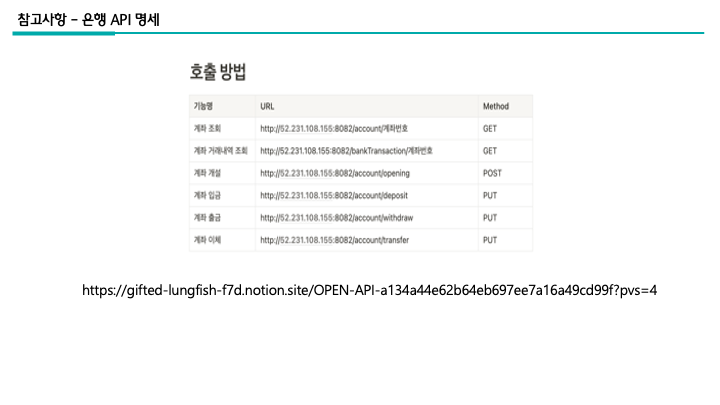 참고사항 – 은행 API 명세
호출 방법
기능명 URL Method
계좌 조회 http://52.231.108.155:8082/account/계좌번호 GET
계좌 거래내역 조회 http://52.231.108.155:8082/bankTransaction/계좌번호 GET
계좌 개설 http://52.231.108.155:8082/account/opening POST
계좌 입금 http://52.231.108.155:8082/account/deposit PUT
계좌 출금 http://52.231.108.155:8082/account/withdraw PUT
계좌 이체 http://52.231.108.155:8082/account/transfer PUT
https://gifted-lungfish-f7d.notion.site/OPEN-API-a134a44e62b64eb697ee7a16a49cd99f?pvs=4